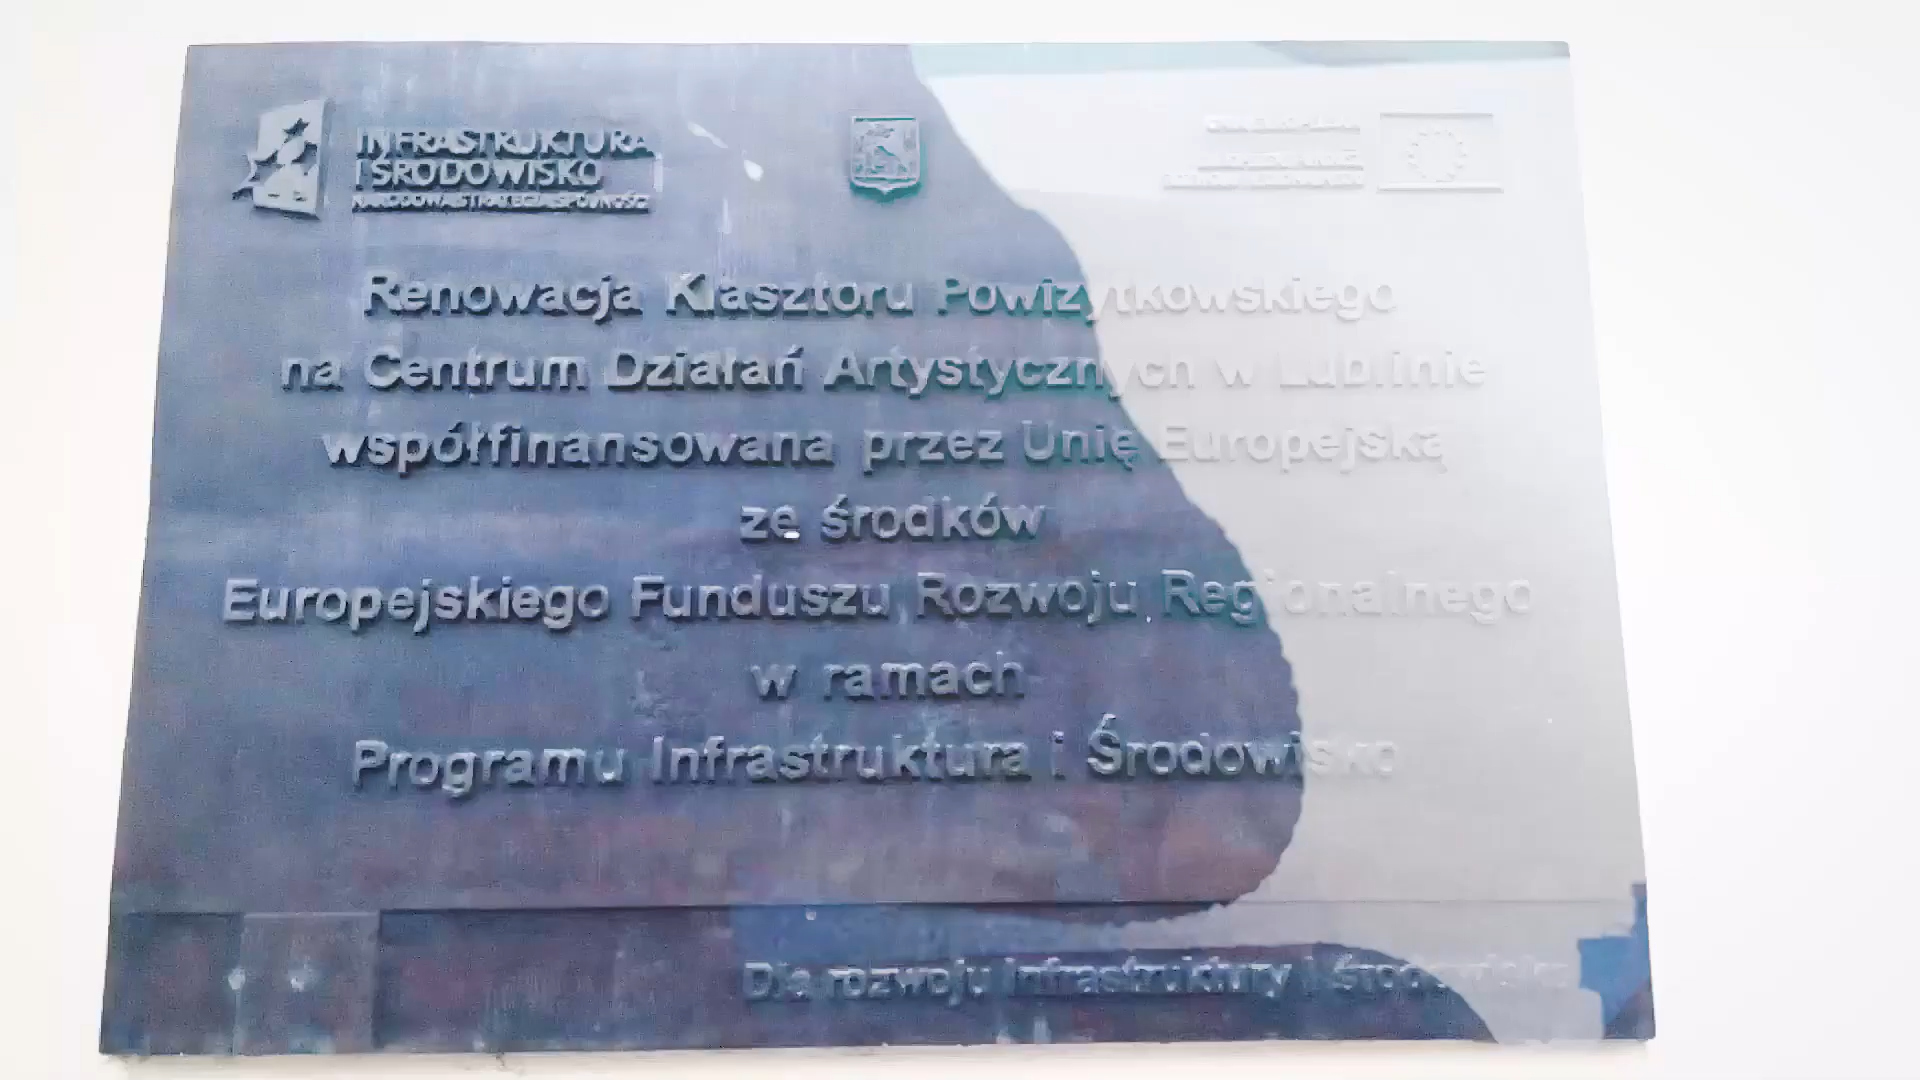 INFRASTRUKTURA
I ŚRODOWISKO
NARODOWA STRATEGIA SPÓJNOŚCI
Renowacja Klasztoru Powizytkowskiego
na Centrum Działań Artystycznych w Lublinie
współfinansowana przez Unię Europejską
ze środków
Europejskiego Funduszu Rozwoju Regionalnego
w ramach
Programu Infrastruktura i Środowisko
Dla rozwoju infrastruktury i środowiska